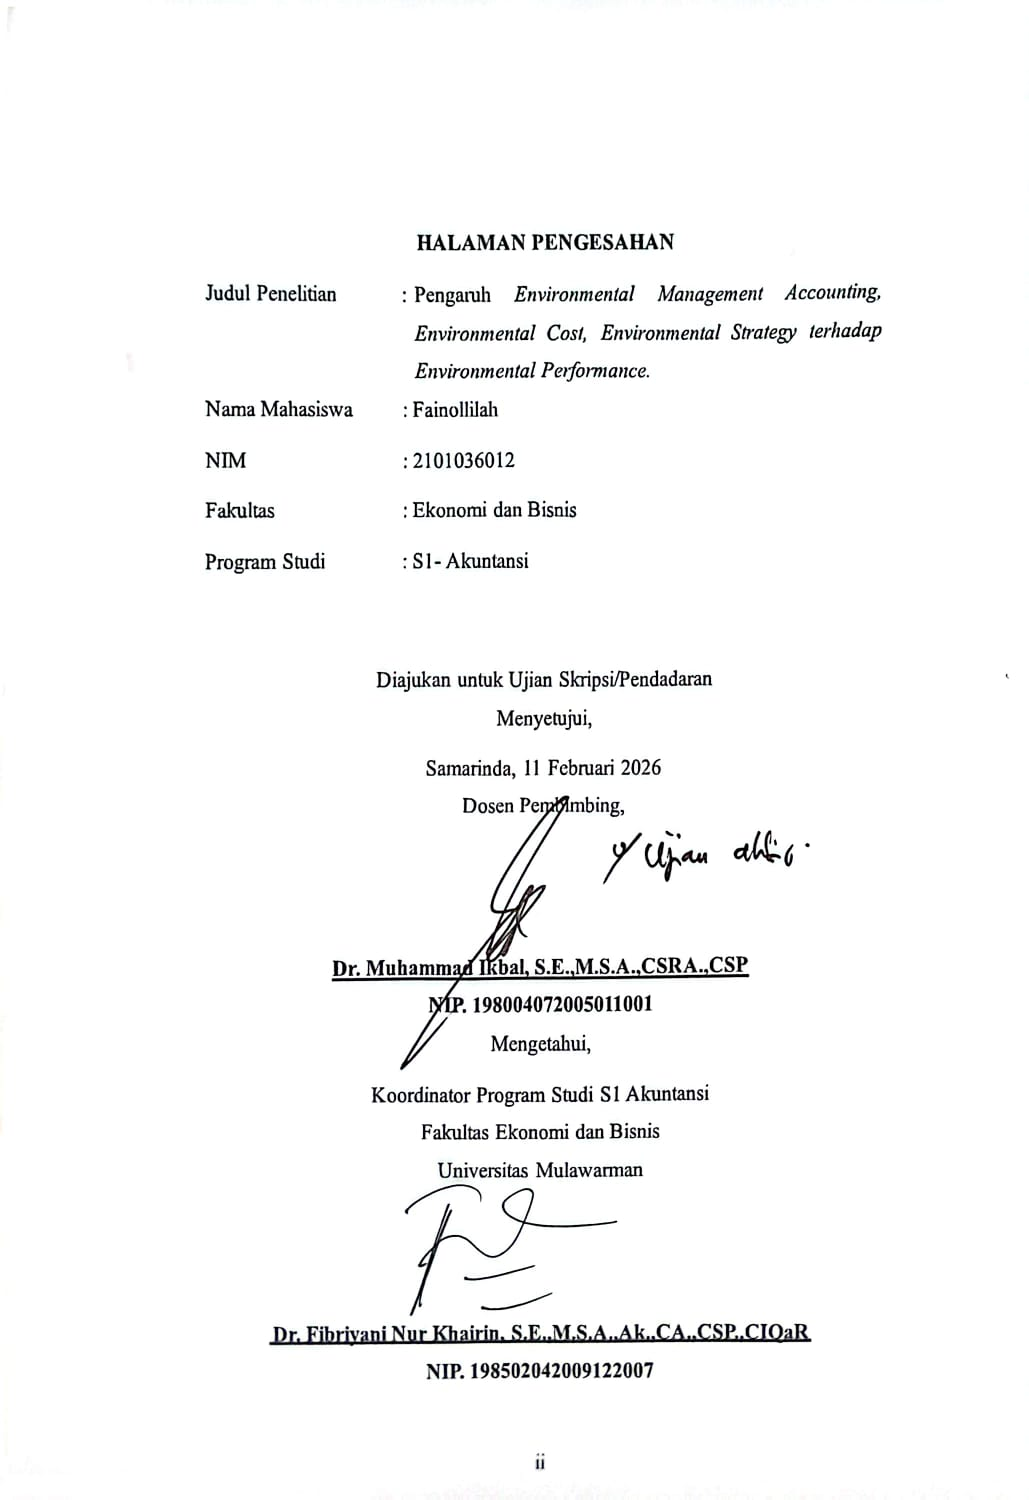 HALAMAN PENGESAHAN
Judul Penelitian : Pengaruh Environmental Management Accounting,
Environmental Cost, Environmental Strategy terhadap
Environmental Performance.
Nama Mahasiswa : Fainollilah
NIM : 2101036012
Fakultas : Ekonomi dan Bisnis
Program Studi : S1- Akuntansi
Diajukan untuk Ujian Skripsi/Pendadaran
Menyetujui,
Samarinda, 11 Februari 2026
Dosen Pembimbing,
Ujian
Dr. Muhammad Ikbal, S.E.,M.S.A.,CSRA.,CSP
NIP. 198004072005011001
Mengetahui,
Koordinator Program Studi S1 Akuntansi
Fakultas Ekonomi dan Bisnis
Universitas Mulawarman
Dr. Fibriyani Nur Khairin, S.E.,M.S.A.,Ak.,CA.,CSP.,CIQaR
NIP. 198502042009122007
ii